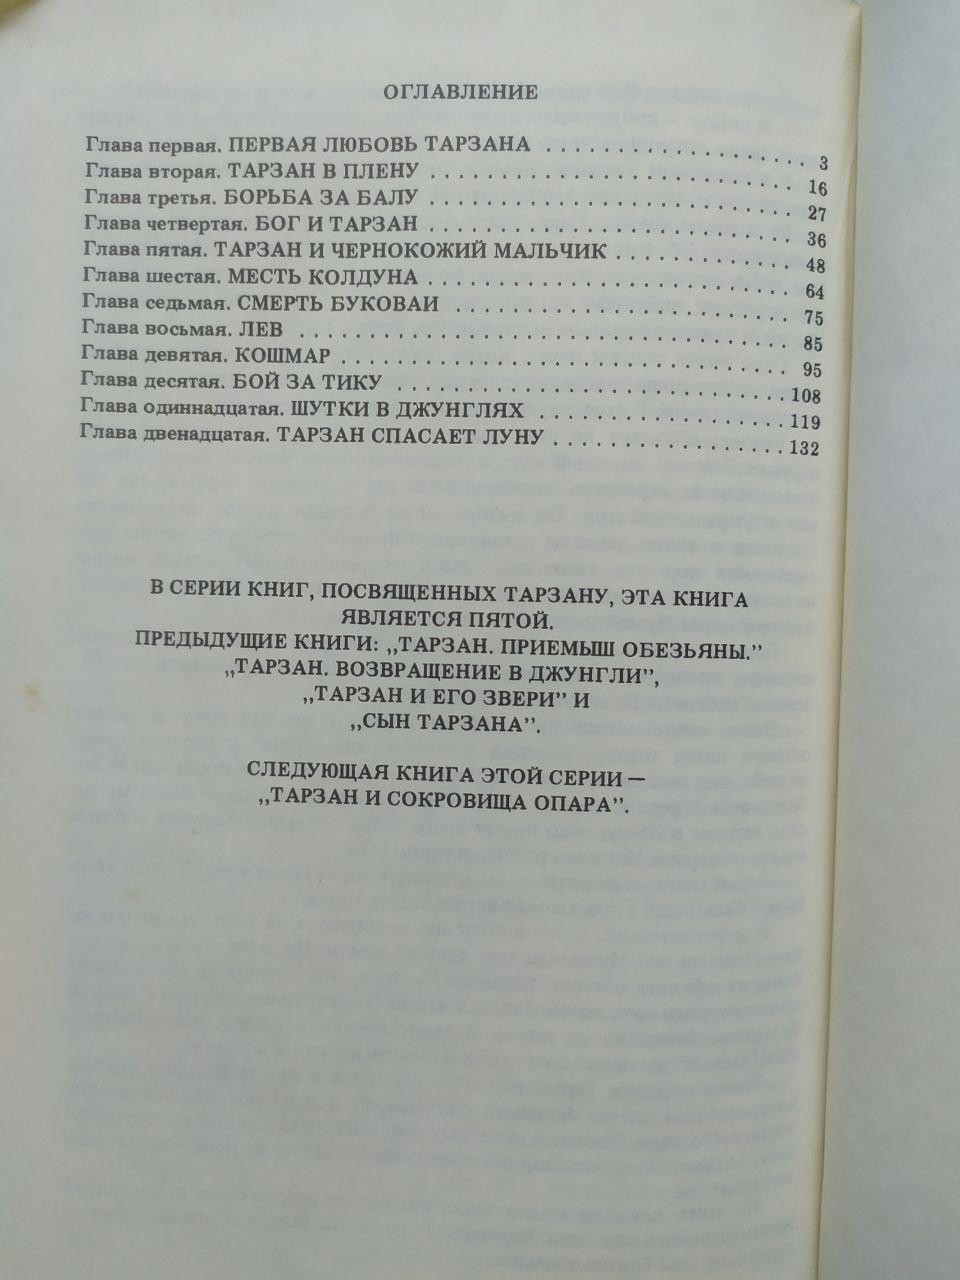 ОГЛАВЛЕНИЕ
Глава первая. ПЕРВАЯ ЛЮБОВЬ ТАРЗАНА . . . . . . . . . . . . . . . . . . 3
Глава вторая. ТАРЗАН В ПЛЕНУ . . . . . . . . . . . . . . . . . . . . . . . . . 16
Глава третья. БОРЬБА ЗА БАЛУ . . . . . . . . . . . . . . . . . . . . . . . . . 27
Глава четвертая. БОГ И ТАРЗАН . . . . . . . . . . . . . . . . . . . . . . . . . 36
Глава пятая. ТАРЗАН И ЧЕРНОКОЖИЙ МАЛЬЧИК . . . . . . . . . . . . 48
Глава шестая. МЕСТЬ КОЛДУНА . . . . . . . . . . . . . . . . . . . . . . . . . 64
Глава седьмая. СМЕРТЬ БУКОВАИ . . . . . . . . . . . . . . . . . . . . . . . 75
Глава восьмая. ЛЕВ . . . . . . . . . . . . . . . . . . . . . . . . . . . . . . . . . . 85
Глава девятая. КОШМАР . . . . . . . . . . . . . . . . . . . . . . . . . . . . . . . 95
Глава десятая. БОЙ ЗА ТИКУ . . . . . . . . . . . . . . . . . . . . . . . . . . . 108
Глава одиннадцатая. ШУТКИ В ДЖУНГЛЯХ . . . . . . . . . . . . . . . . . 119
Глава двенадцатая. ТАРЗАН СПАСАЕТ ЛУНУ . . . . . . . . . . . . . . . . 132
В СЕРИИ КНИГ, ПОСВЯЩЕННЫХ ТАРЗАНУ, ЭТА КНИГА
ЯВЛЯЕТСЯ ПЯТОЙ.
ПРЕДЫДУЩИЕ КНИГИ: „ТАРЗАН. ПРИЕМЫШ ОБЕЗЬЯНЫ.”
„ТАРЗАН. ВОЗВРАЩЕНИЕ В ДЖУНГЛИ”,
„ТАРЗАН И ЕГО ЗВЕРИ” И
„СЫН ТАРЗАНА”.
СЛЕДУЮЩАЯ КНИГА ЭТОЙ СЕРИИ —
„ТАРЗАН И СОКРОВИЩА ОПАРА”.